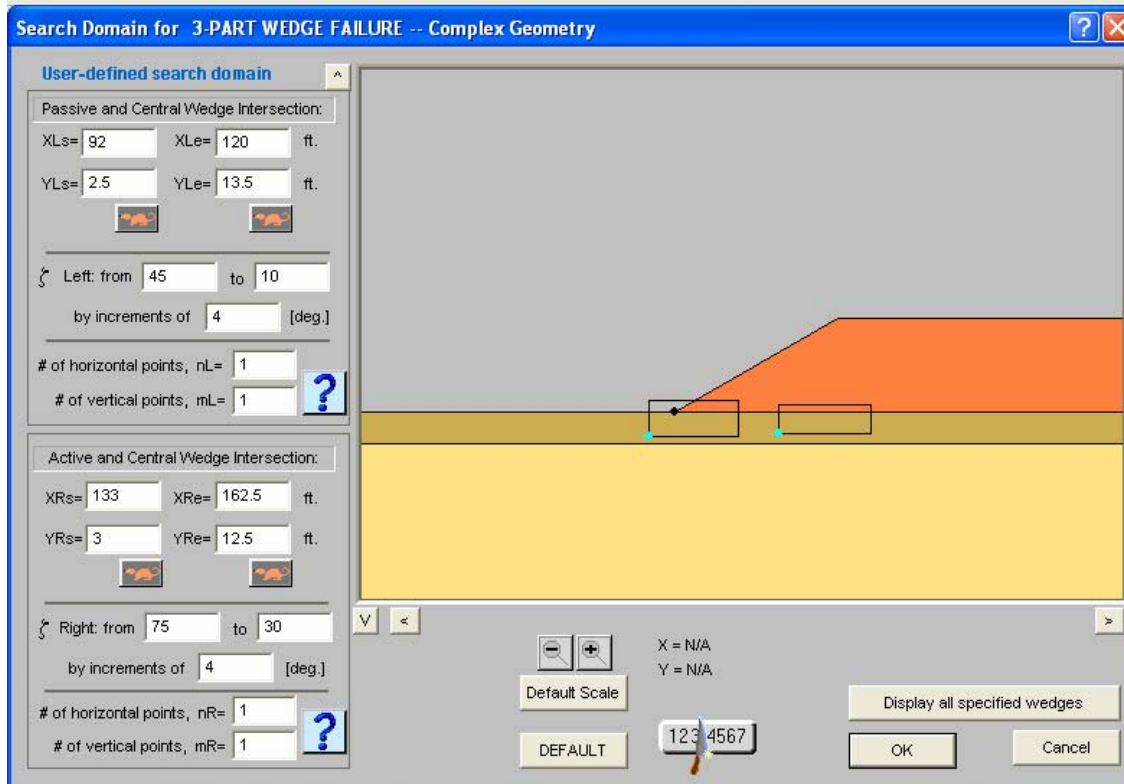 Search Domain for 3-PART WEDGE FAILURE -- Complex Geometry
User-defined search domain ^
Passive and Central Wedge Intersection:
XLs= 92 XLe= 120 ft.
YLs= 2.5 YLe= 13.5 ft.
ζ Left: from 45 to 10
by increments of 4 [deg.]
# of horizontal points, nL= 1
# of vertical points, mL= 1
?
Active and Central Wedge Intersection:
XRs= 133 XRe= 162.5 ft.
YRs= 3 YRe= 12.5 ft.
ζ Right: from 75 to 30
by increments of 4 [deg.]
# of horizontal points, nR= 1
# of vertical points, mR= 1
?
V < >
X = N/A
Y = N/A
Default Scale
DEFAULT
1234567
Display all specified wedges
OK Cancel